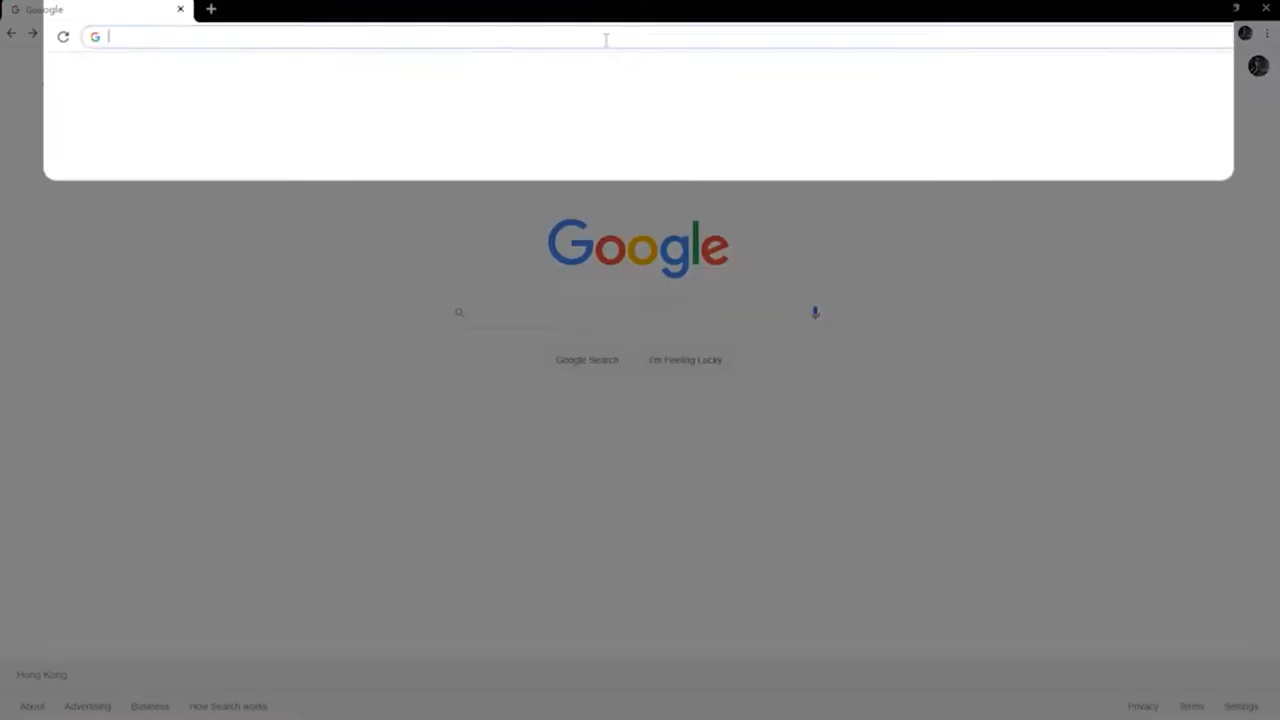 Google
Google
Google Search I'm Feeling Lucky
Hong Kong
About Advertising Business How Search works Privacy Terms Settings